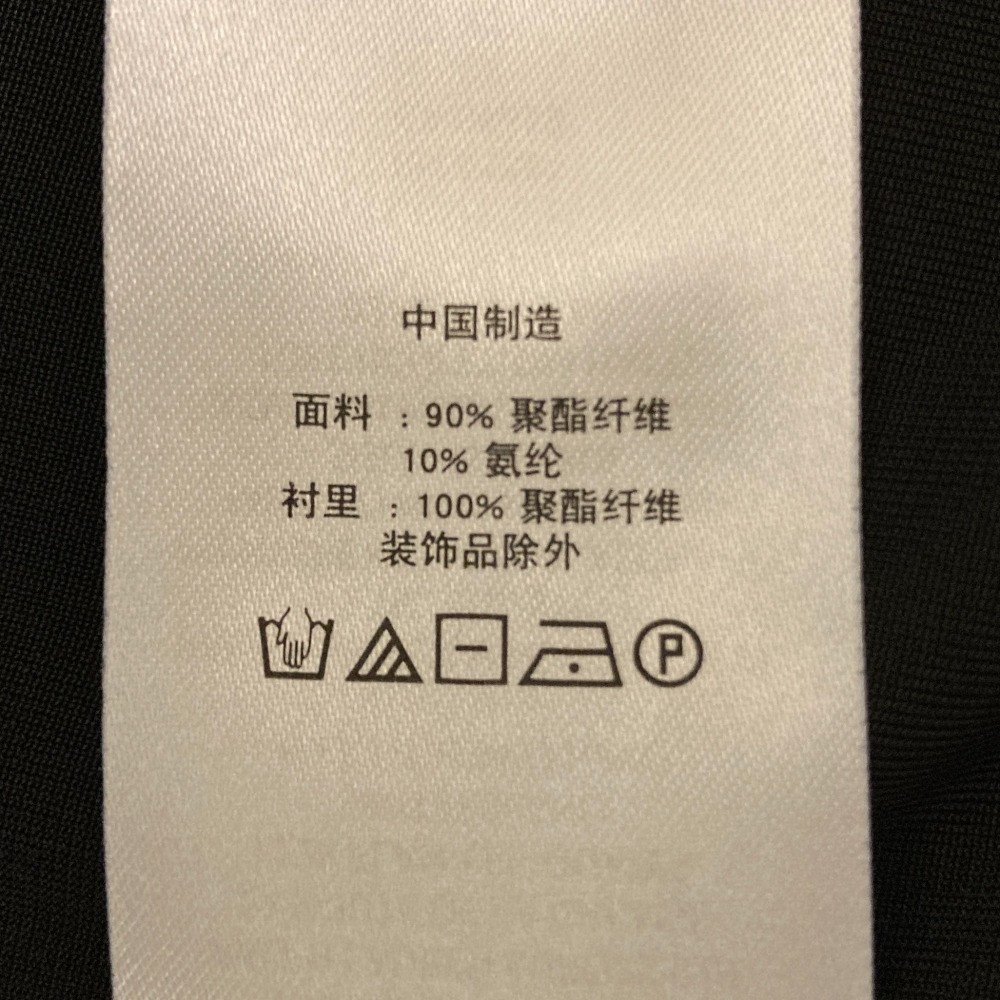 中国制造
面料 : 90% 聚酯纤维
10% 氨纶
衬里 : 100% 聚酯纤维
装饰品除外
P